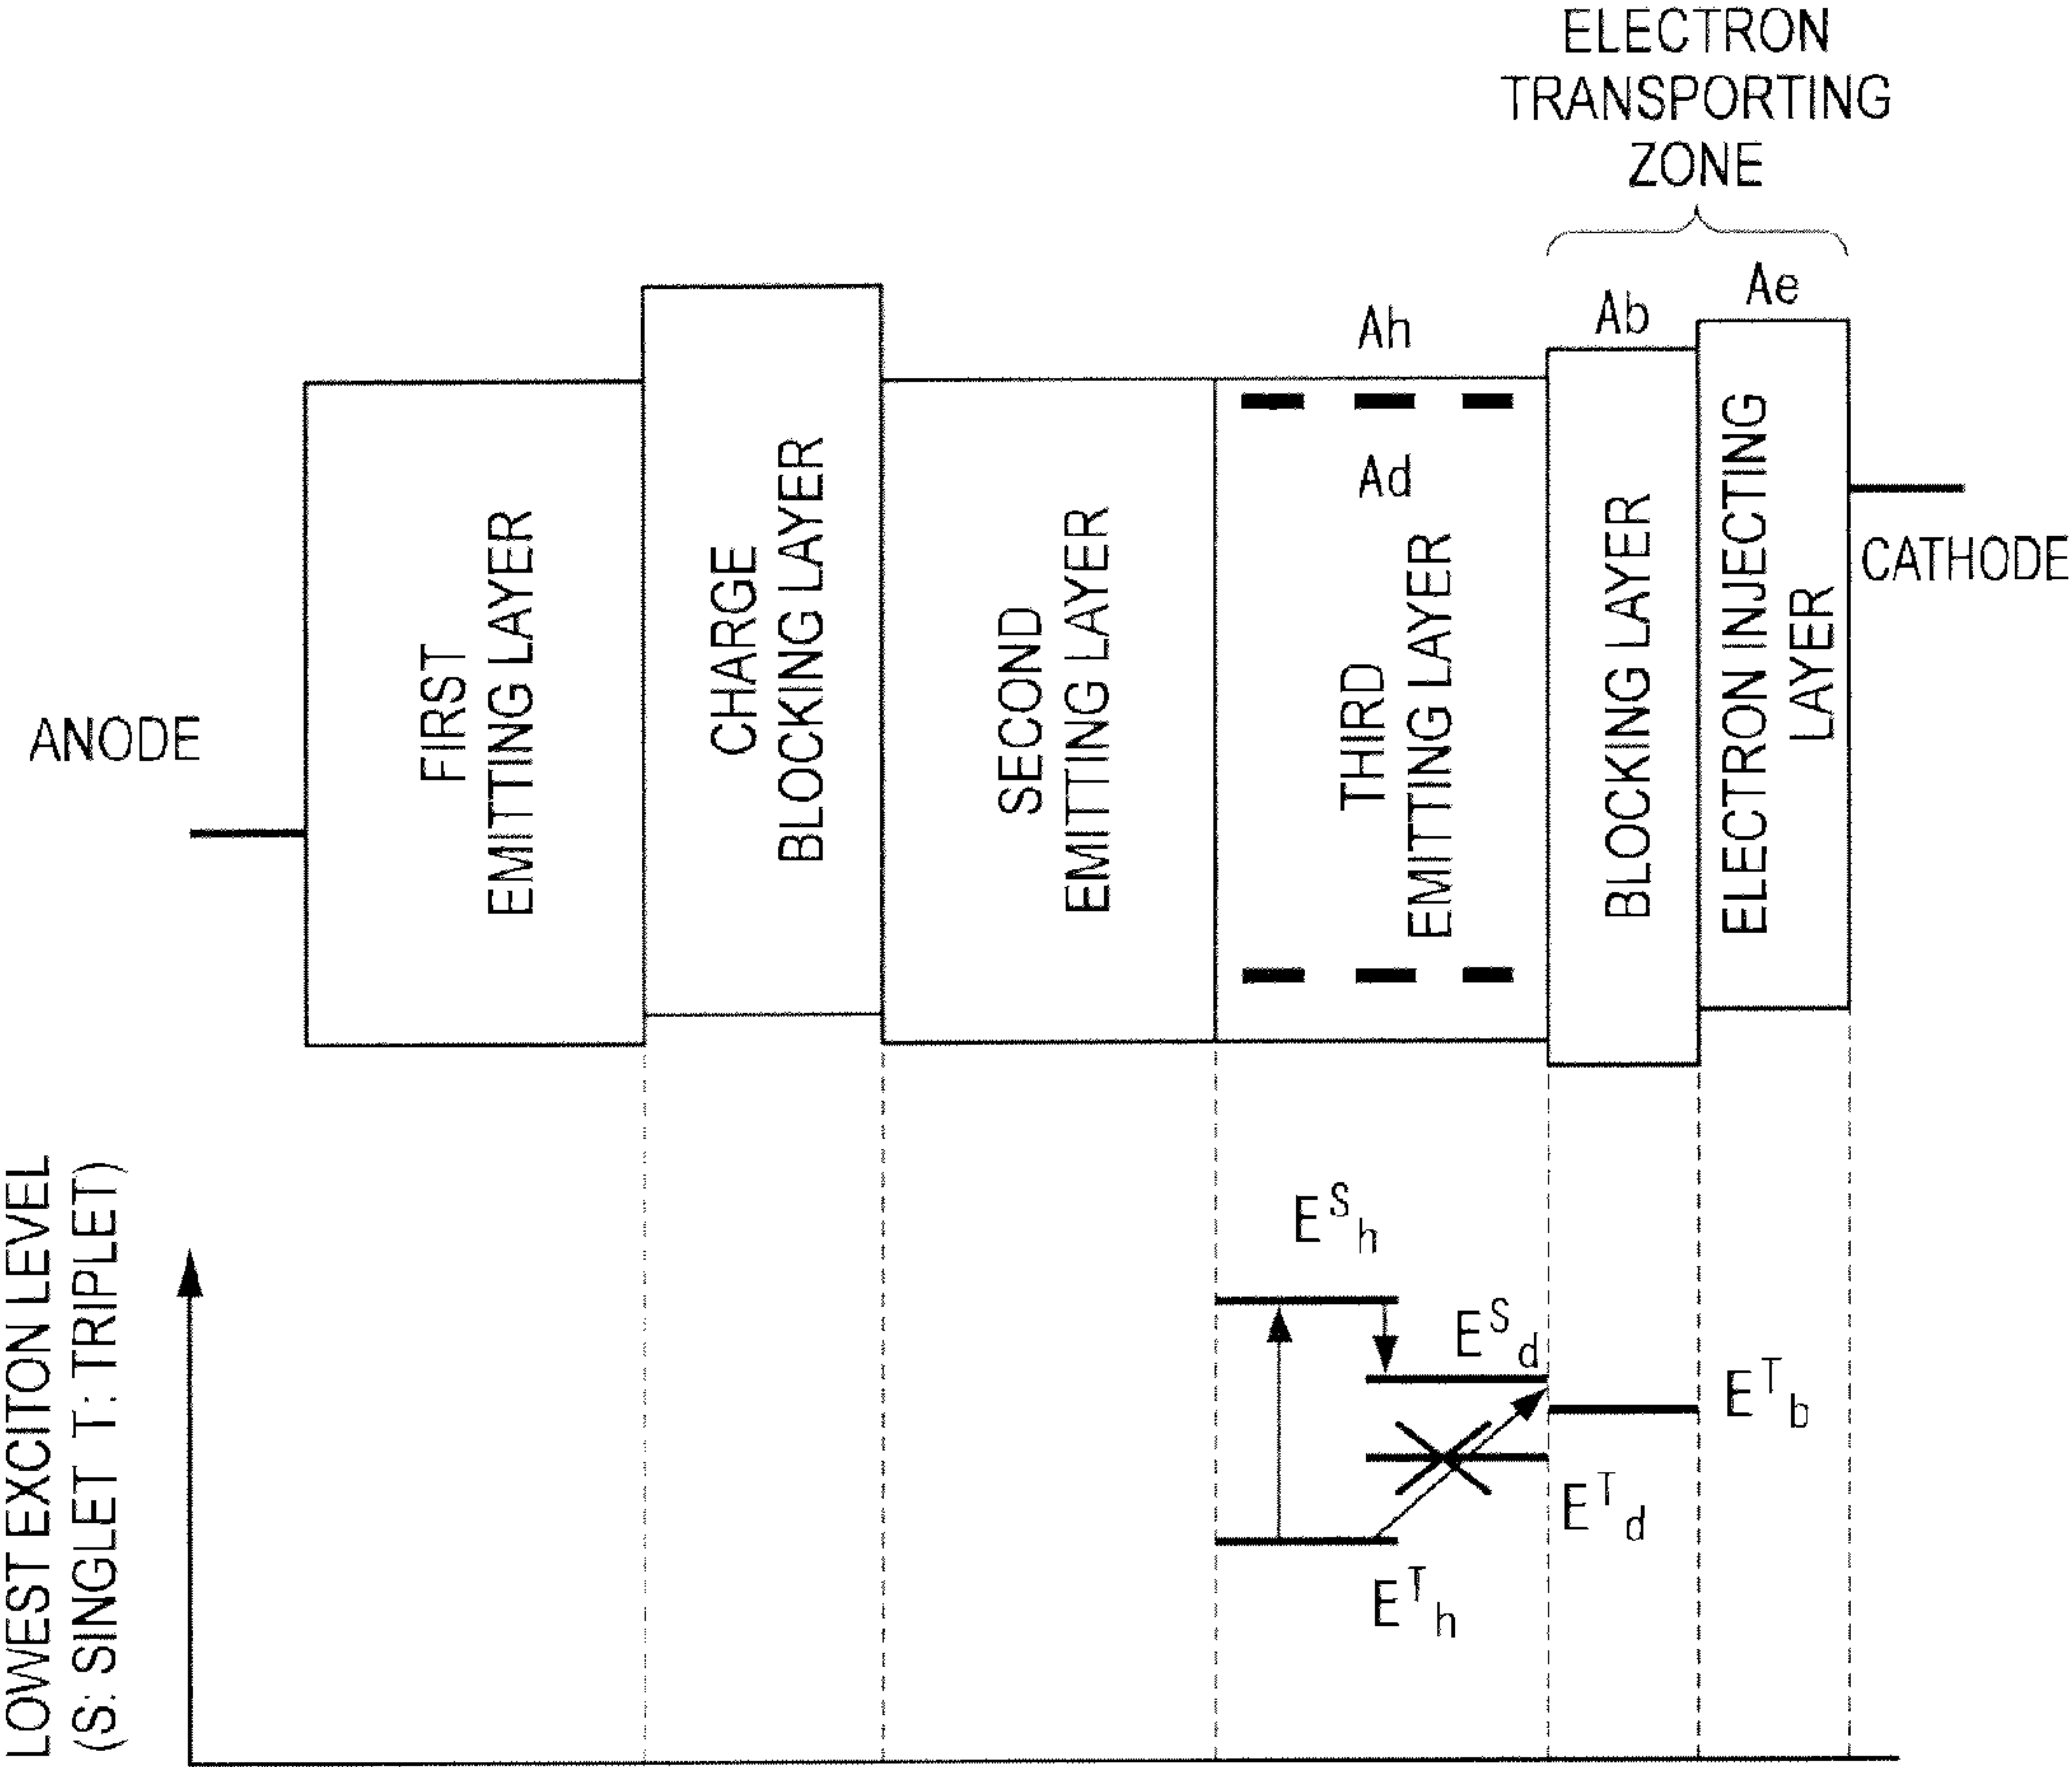 ELECTRON
TRANSPORTING
ZONE
Ae
Ab
Ah
Ad
ANODE
FIRST
EMITTING LAYER
CHARGE
BLOCKING LAYER
SECOND
EMITTING LAYER
THIRD
EMITTING LAYER
BLOCKING LAYER
ELECTRON INJECTING
LAYER
CATHODE
LOWEST EXCITON LEVEL
(S: SINGLET T: TRIPLET)
E^S_h
E^S_d
E^T_b
E^T_d
E^T_h